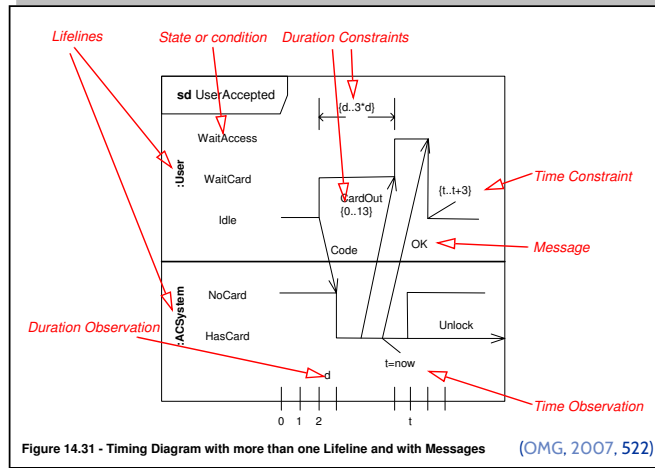 Lifelines
State or condition
Duration Constraints
sd UserAccepted
{d..3*d}
WaitAccess
:User
WaitCard
CardOut
{0..13}
Time Constraint
{t..t+3}
Idle
Code
OK
Message
:ACSystem
NoCard
Duration Observation
HasCard
Unlock
t=now
d
Time Observation
0 1 2 t
Figure 14.31 - Timing Diagram with more than one Lifeline and with Messages
(OMG, 2007, 522)